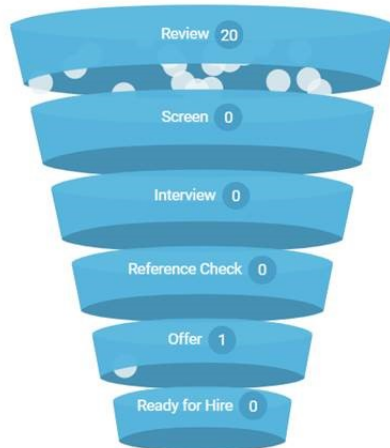 Review 20
Screen 0
Interview 0
Reference Check 0
Offer 1
Ready for Hire 0